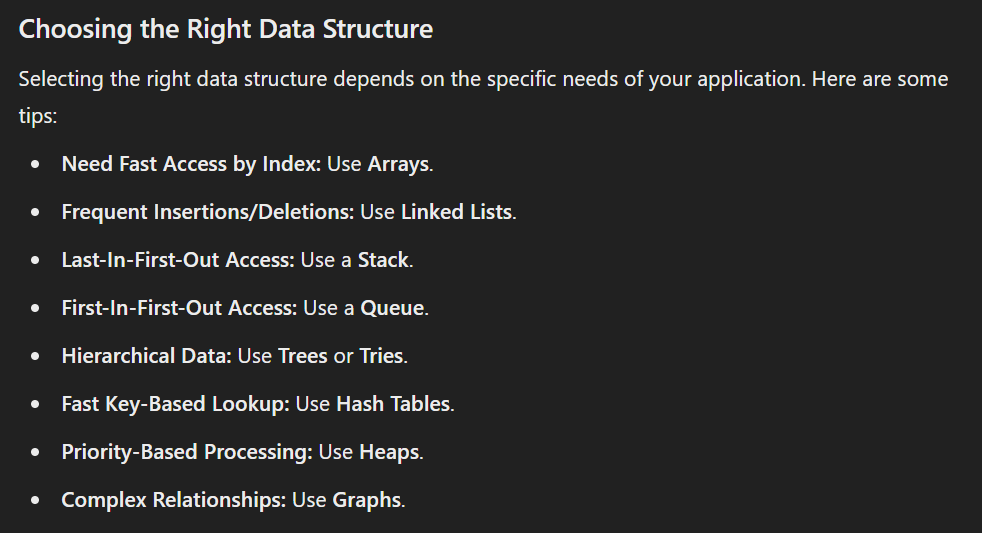 Choosing the Right Data Structure
Selecting the right data structure depends on the specific needs of your application. Here are some
tips:
• Need Fast Access by Index: Use Arrays.
• Frequent Insertions/Deletions: Use Linked Lists.
• Last-In-First-Out Access: Use a Stack.
• First-In-First-Out Access: Use a Queue.
• Hierarchical Data: Use Trees or Tries.
• Fast Key-Based Lookup: Use Hash Tables.
• Priority-Based Processing: Use Heaps.
• Complex Relationships: Use Graphs.